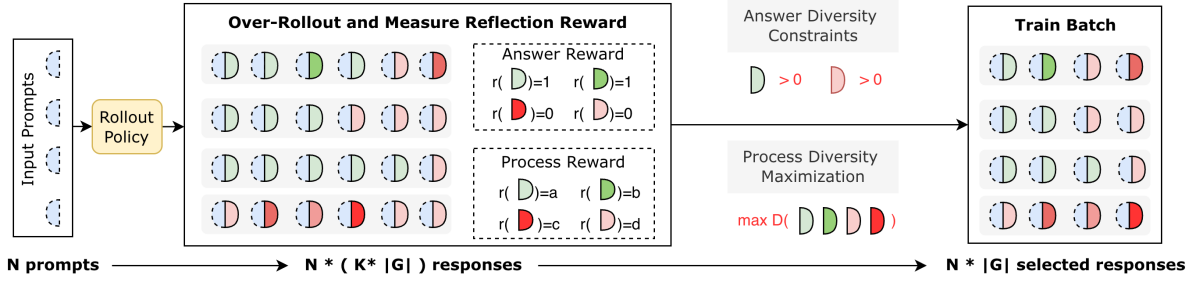 Over-Rollout and Measure Reflection Reward
Input Prompts
Rollout
Policy
Answer Reward
r( )=1 r( )=1
r( )=0 r( )=0
Process Reward
r( )=a r( )=b
r( )=c r( )=d
Answer Diversity
Constraints
> 0 > 0
Process Diversity
Maximization
max D( )
Train Batch
N prompts
N * ( K* |G| ) responses
N * |G| selected responses